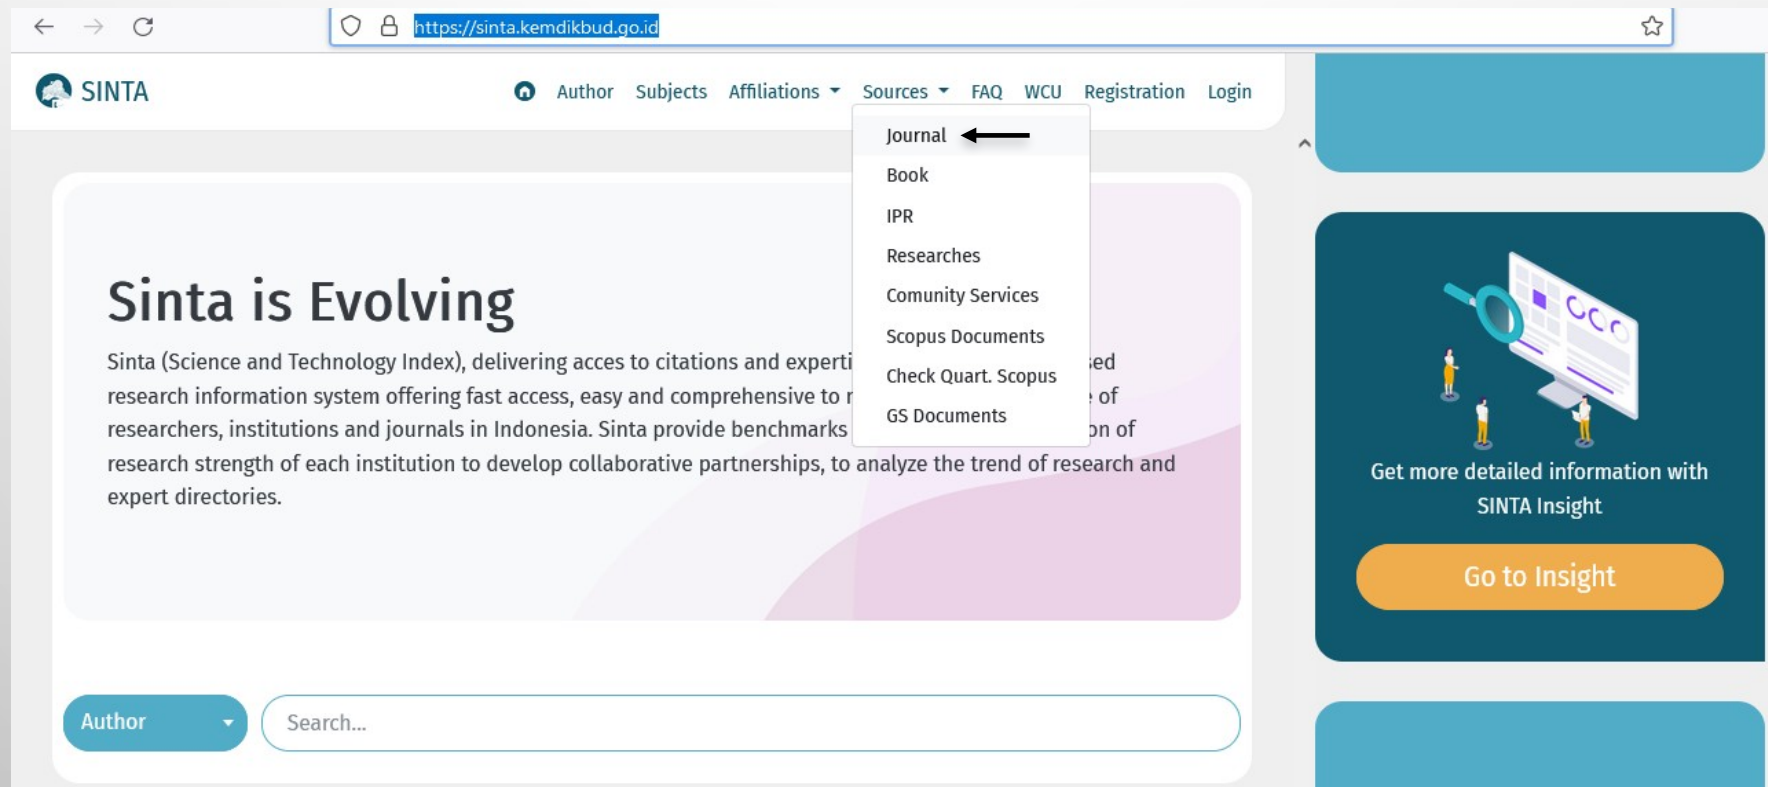 https://sinta.kemdikbud.go.id
SINTA
Author Subjects Affiliations Sources FAQ WCU Registration Login
Journal
Book
IPR
Researches
Comunity Services
Scopus Documents
Check Quart. Scopus
GS Documents
Sinta is Evolving
Sinta (Science and Technology Index), delivering acces to citations and experti
research information system offering fast access, easy and comprehensive to of
researchers, institutions and journals in Indonesia. Sinta provide benchmarks
research strength of each institution to develop collaborative partnerships, to analyze the trend of research and
expert directories.
Author
Search...
Get more detailed information with
SINTA Insight
Go to Insight